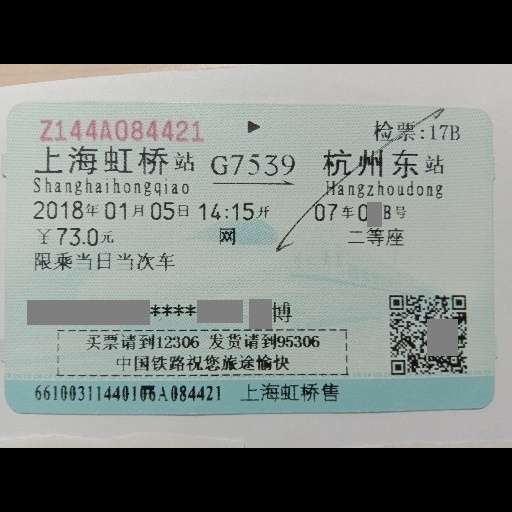 Z144A084421 检票:17B
上海虹桥站 G7539 杭州东站
Shanghaihongqiao Hangzhoudong
2018年01月05日14:15开 07车0 B号
￥73.0元 网 二等座
限乘当日当次车
**** 博
买票请到12306 发货请到95306
中国铁路祝您旅途愉快
66100311440106A084421 上海虹桥售